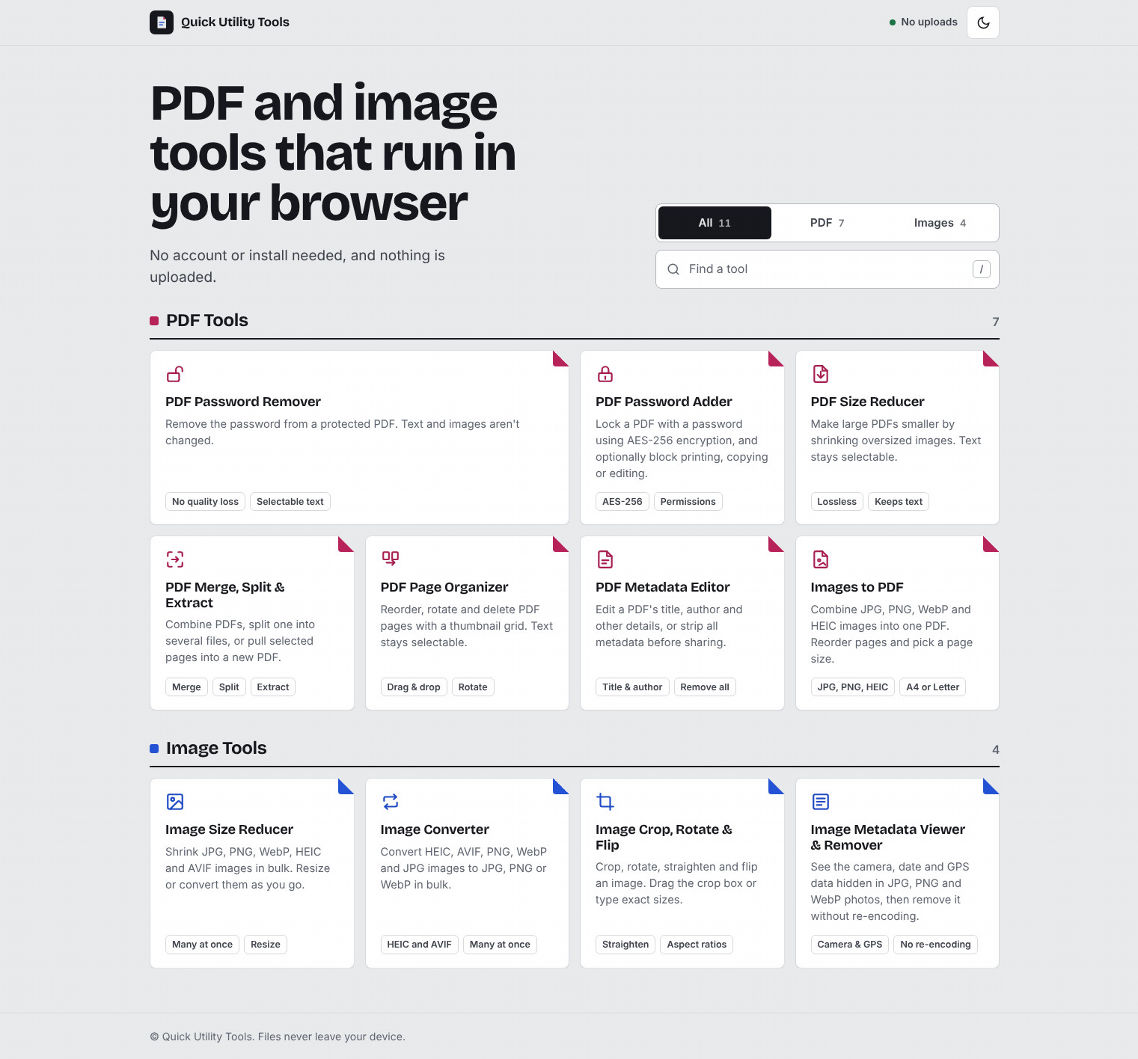 Quick Utility Tools
No uploads
PDF and image
tools that run in
your browser
No account or install needed, and nothing is
uploaded.
All 11
PDF 7
Images 4
Find a tool
/
PDF Tools
7
PDF Password Remover
Remove the password from a protected PDF. Text and images aren't
changed.
No quality loss
Selectable text
PDF Password Adder
Lock a PDF with a password
using AES-256 encryption, and
optionally block printing, copying
or editing.
AES-256
Permissions
PDF Size Reducer
Make large PDFs smaller by
shrinking oversized images. Text
stays selectable.
Lossless
Keeps text
PDF Merge, Split &
Extract
Combine PDFs, split one into
several files, or pull selected
pages into a new PDF.
Merge
Split
Extract
PDF Page Organizer
Reorder, rotate and delete PDF
pages with a thumbnail grid. Text
stays selectable.
Drag & drop
Rotate
PDF Metadata Editor
Edit a PDF's title, author and
other details, or strip all
metadata before sharing.
Title & author
Remove all
Images to PDF
Combine JPG, PNG, WebP and
HEIC images into one PDF.
Reorder pages and pick a page
size.
JPG, PNG, HEIC
A4 or Letter
Image Tools
4
Image Size Reducer
Shrink JPG, PNG, WebP, HEIC
and AVIF images in bulk. Resize
or convert them as you go.
Many at once
Resize
Image Converter
Convert HEIC, AVIF, PNG, WebP
and JPG images to JPG, PNG or
WebP in bulk.
HEIC and AVIF
Many at once
Image Crop, Rotate &
Flip
Crop, rotate, straighten and flip
an image. Drag the crop box or
type exact sizes.
Straighten
Aspect ratios
Image Metadata Viewer
& Remover
See the camera, date and GPS
data hidden in JPG, PNG and
WebP photos, then remove it
without re-encoding.
Camera & GPS
No re-encoding
© Quick Utility Tools. Files never leave your device.